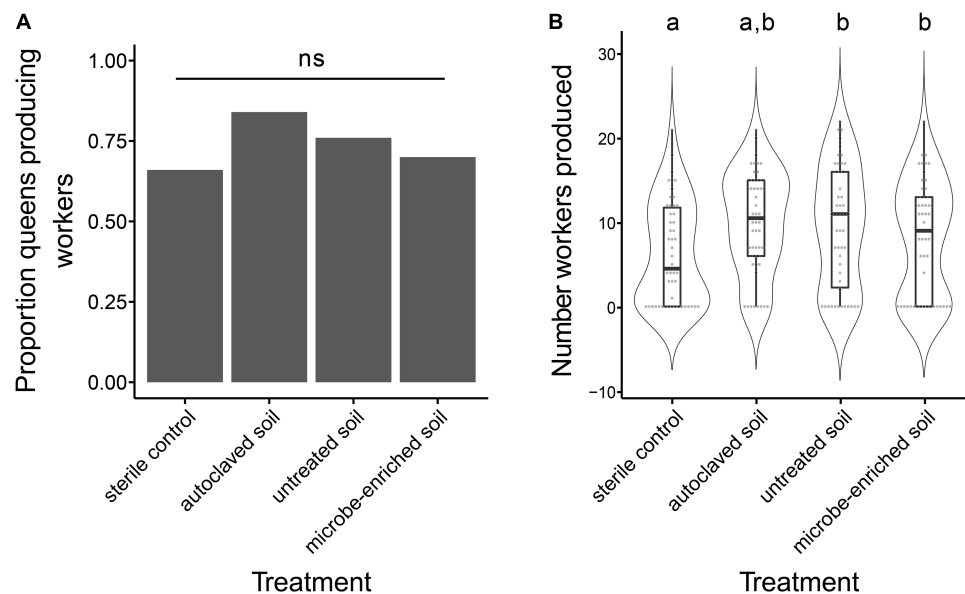 A
Proportion queens producing
workers
1.00
0.75
0.50
0.25
0.00
ns
sterile control
autoclaved soil
untreated soil
microbe-enriched soil
Treatment
B
a
a,b
b
b
Number workers produced
30
20
10
0
−10
sterile control
autoclaved soil
untreated soil
microbe-enriched soil
Treatment